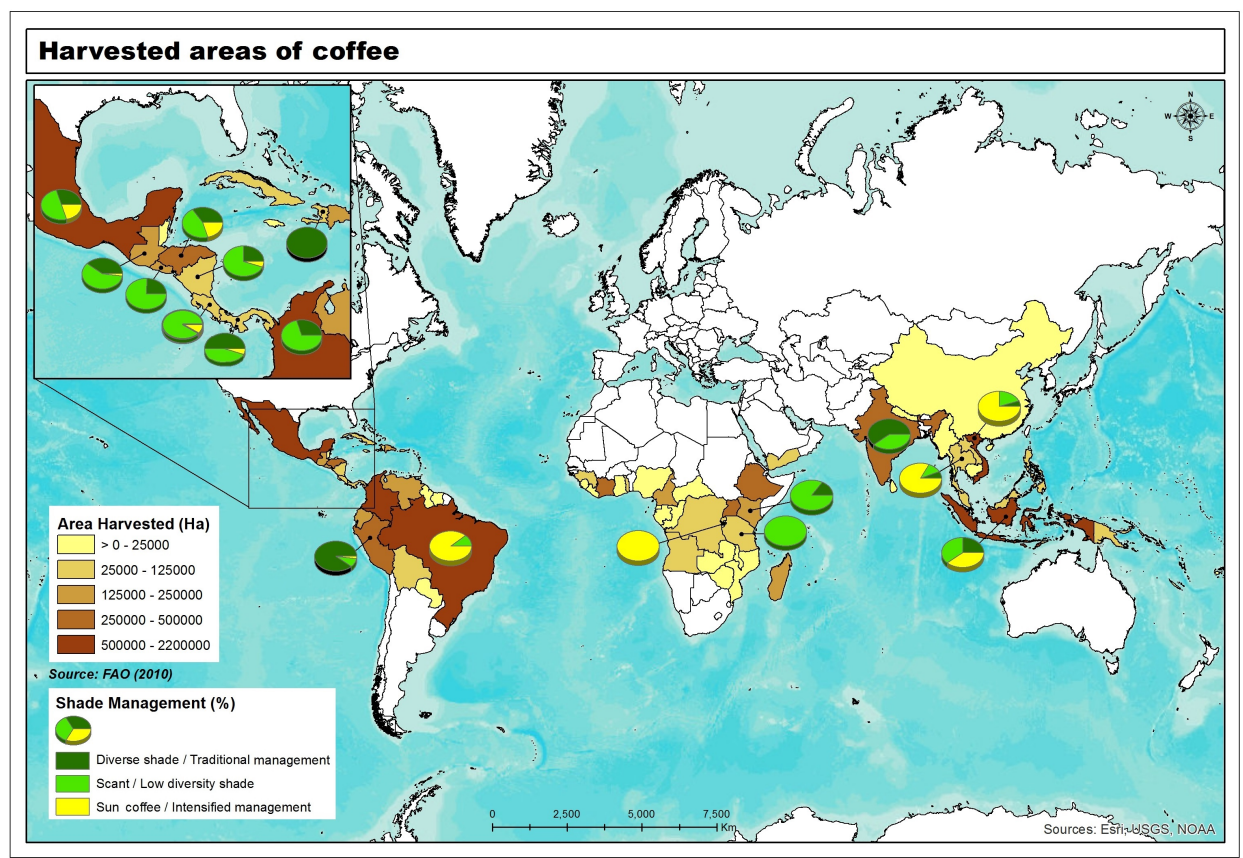 Harvested areas of coffee
N
W E
S
Area Harvested (Ha)
> 0 - 25000
25000 - 125000
125000 - 250000
250000 - 500000
500000 - 2200000
Source: FAO (2010)
Shade Management (%)
Diverse shade / Traditional management
Scant / Low diversity shade
Sun coffee / Intensified management
0 2,500 5,000 7,500
Km
Sources: Esri, USGS, NOAA